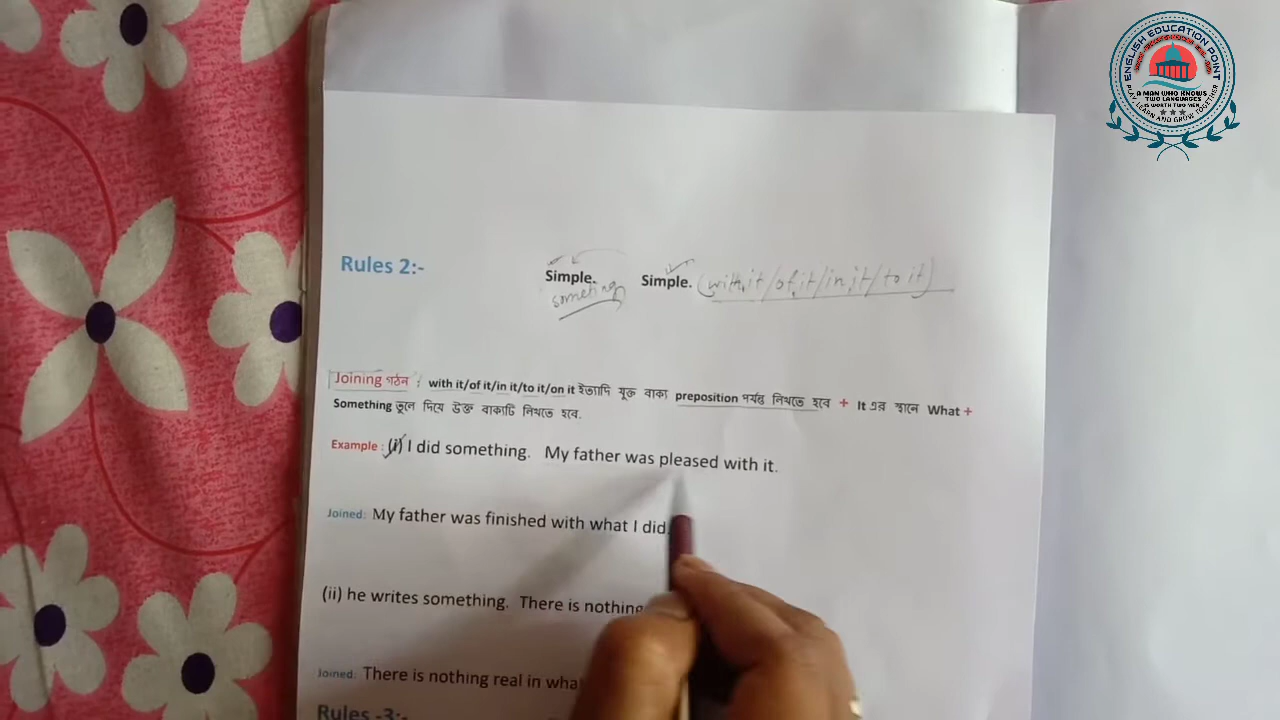 ENGLISH EDUCATION POINT
A MAN WHO KNOWS
TWO LANGUAGES
IS WORTH TWO MEN
PLAY LEARN AND GROW TOGETHER
Rules 2:- Simple. Simple. (with it/of it/in it/to it)
someting
Joining গঠন : with it/of it/in it/to it/on it ইত্যাদি যুক্ত বাক্য preposition পর্যন্ত লিখতে হবে + It এর স্থানে What +
Something তুলে দিয়ে উক্ত বাক্যটি লিখতে হবে.
Example : (i) I did something. My father was pleased with it.
Joined: My father was finished with what I did
(ii) he writes something. There is nothing
Joined: There is nothing real in what
Rules -3:-